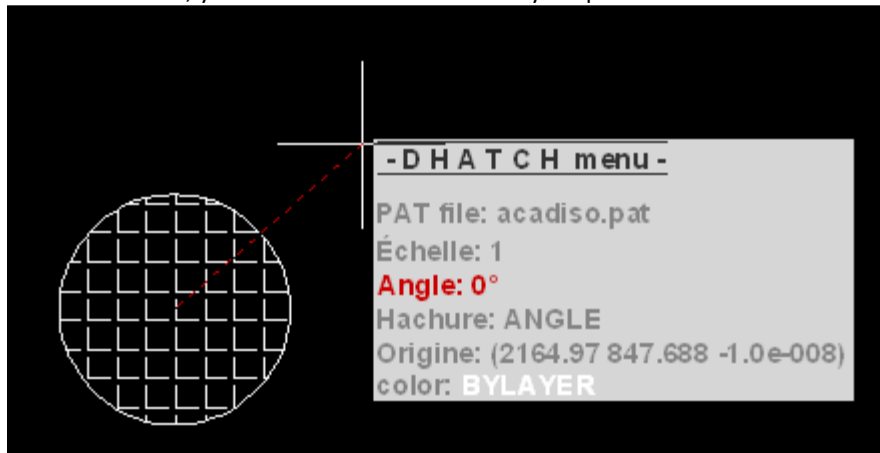 -D H A T C H menu-
PAT file: acadiso.pat
Échelle: 1
Angle: 0°
Hachure: ANGLE
Origine: (2164.97 847.688 -1.0e-008)
color: BYLAYER